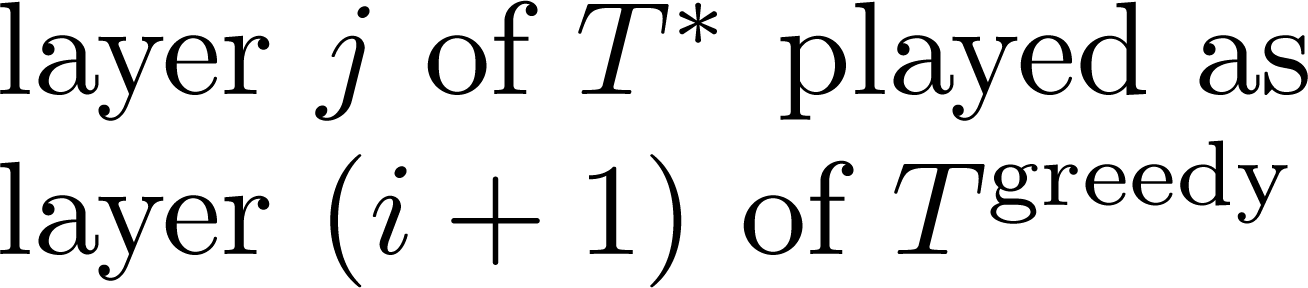 layer j of T* played as
layer (i + 1) of T^greedy